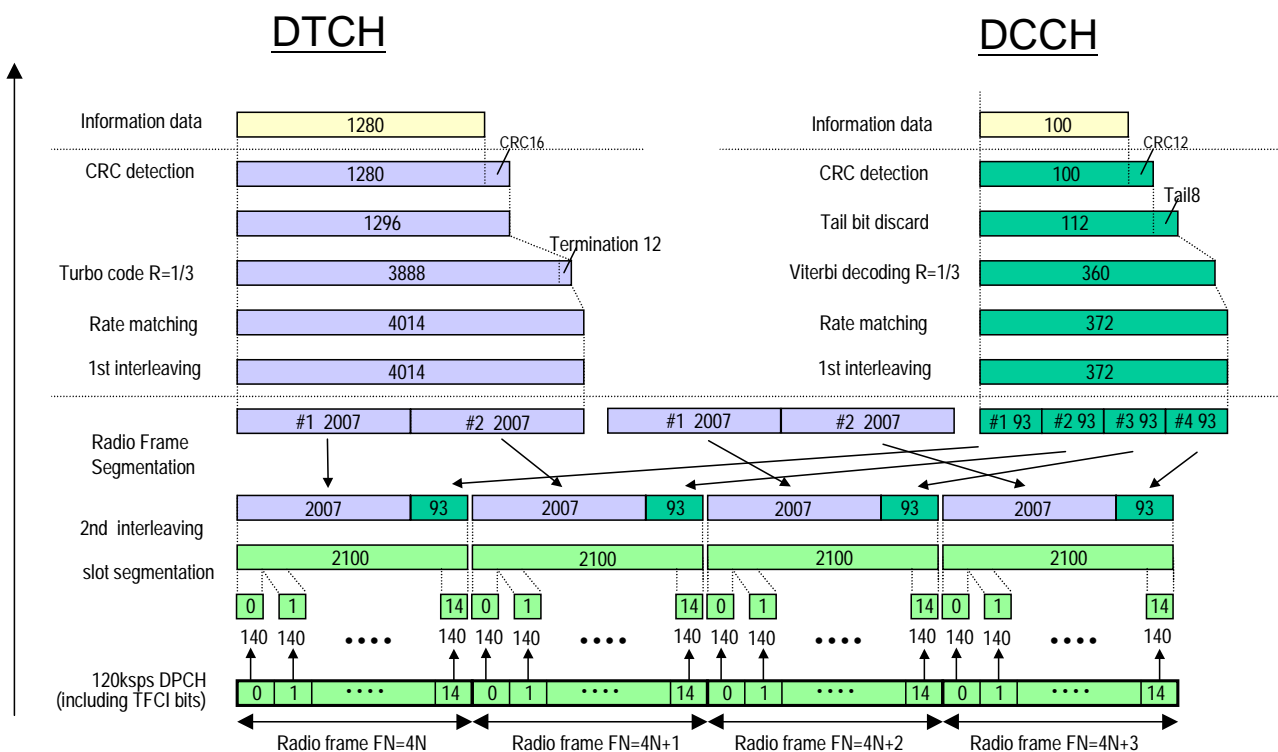 DTCH DCCH
Information data 1280 Information data 100
CRC16 CRC12
CRC detection 1280 CRC detection 100
Tail8
1296 Tail bit discard 112
Termination 12
Turbo code R=1/3 3888 Viterbi decoding R=1/3 360
Rate matching 4014 Rate matching 372
1st interleaving 4014 1st interleaving 372
#1 2007 #2 2007 #1 2007 #2 2007 #1 93 #2 93 #3 93 #4 93
Radio Frame
Segmentation
2007 93 2007 93 2007 93 2007 93
2nd interleaving
2100 2100 2100 2100
slot segmentation
0 1 14 0 1 14 0 1 14 0 1 14
140 140 •••• 140 140 140 •••• 140 140 140 •••• 140 140 140 •••• 140
120ksps DPCH
(including TFCI bits)
0 1 •••• 14 0 1 •••• 14 0 1 •••• 14 0 1 •••• 14
Radio frame FN=4N Radio frame FN=4N+1 Radio frame FN=4N+2 Radio frame FN=4N+3